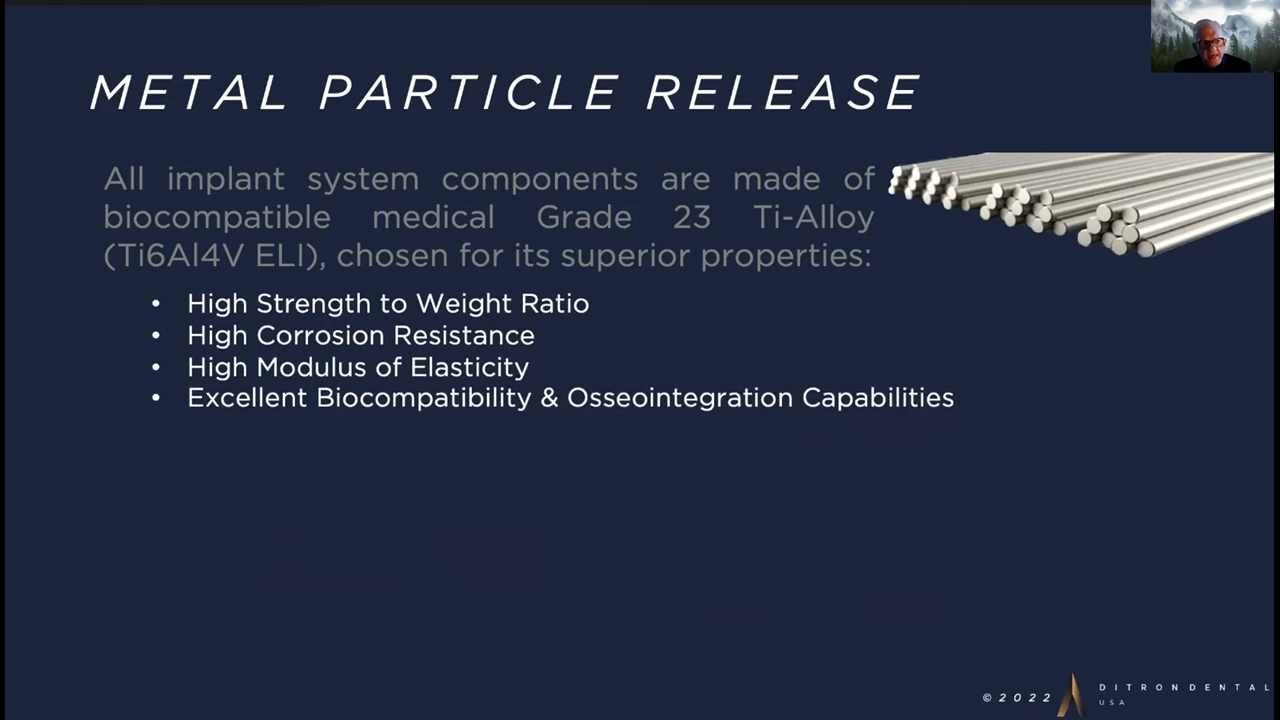 METAL PARTICLE RELEASE
All implant system components are made of
biocompatible medical Grade 23 Ti-Alloy
(Ti6Al4V ELI), chosen for its superior properties:
• High Strength to Weight Ratio
• High Corrosion Resistance
• High Modulus of Elasticity
• Excellent Biocompatibility & Osseointegration Capabilities
©2022
DITRONDENTAL
USA